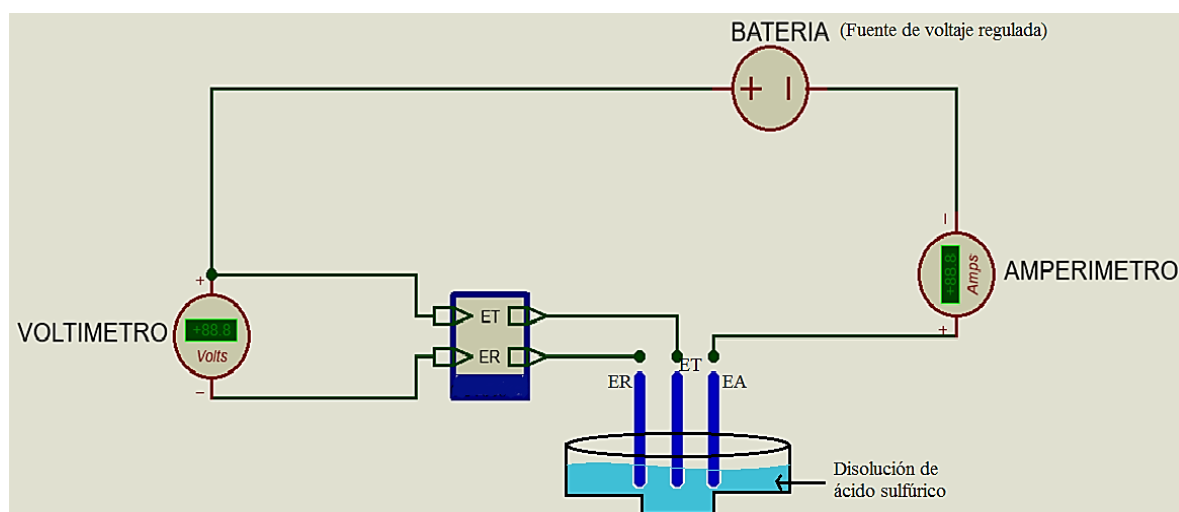 BATERIA (Fuente de voltaje regulada)
+ −
−
+88.8
Amps
AMPERIMETRO
+
+
VOLTIMETRO
+88.8
Volts
−
ET
ER
ER
ET
EA
Disolución de
ácido sulfúrico